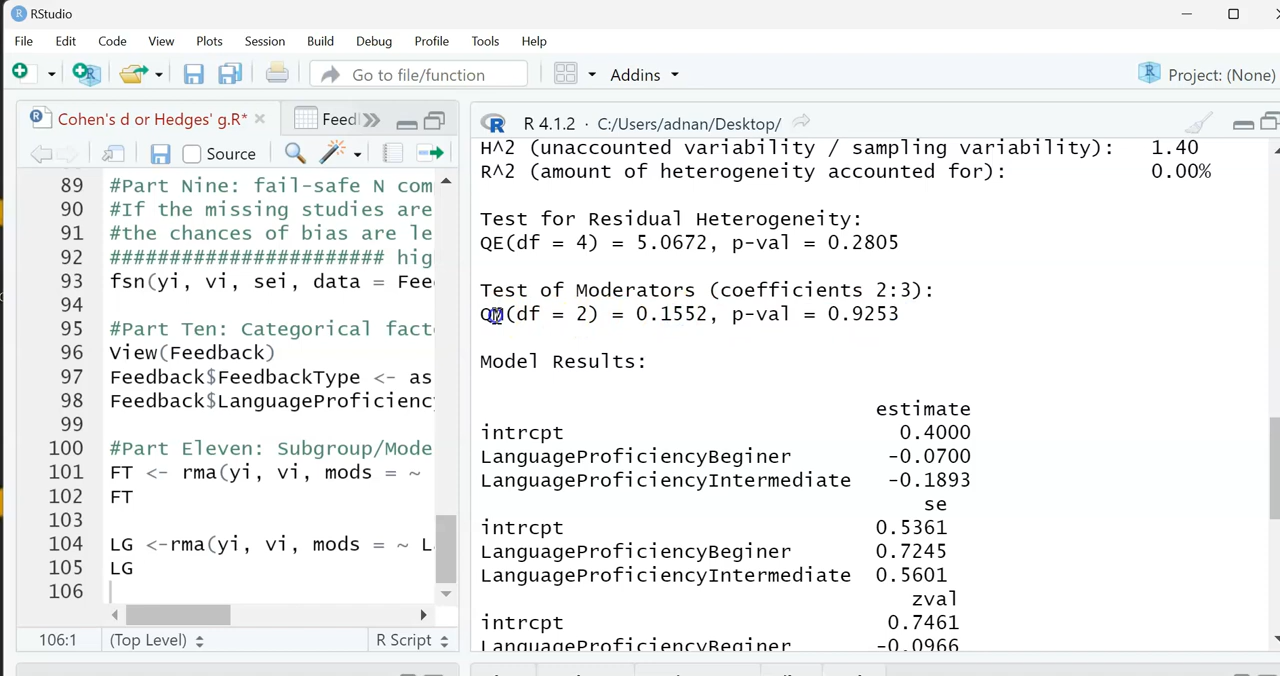 RStudio
File Edit Code View Plots Session Build Debug Profile Tools Help
Go to file/function Addins Project: (None)
Cohen's d or Hedges' g.R* Feed
R 4.1.2 · C:/Users/adnan/Desktop/
Source
89 #Part Nine: fail-safe N com
90 #If the missing studies are
91 #the chances of bias are le
92 ####################### hig
93 fsn(yi, vi, sei, data = Fee
94
95 #Part Ten: Categorical fact
96 View(Feedback)
97 Feedback$FeedbackType <- as
98 Feedback$LanguageProficienc
99
100 #Part Eleven: Subgroup/Mode
101 FT <- rma(yi, vi, mods = ~
102 FT
103
104 LG <-rma(yi, vi, mods = ~ L
105 LG
106
106:1 (Top Level) R Script
H^2 (unaccounted variability / sampling variability): 1.40
R^2 (amount of heterogeneity accounted for): 0.00%
Test for Residual Heterogeneity:
QE(df = 4) = 5.0672, p-val = 0.2805
Test of Moderators (coefficients 2:3):
QM(df = 2) = 0.1552, p-val = 0.9253
Model Results:
estimate
intrcpt 0.4000
LanguageProficiencyBeginer -0.0700
LanguageProficiencyIntermediate -0.1893
se
intrcpt 0.5361
LanguageProficiencyBeginer 0.7245
LanguageProficiencyIntermediate 0.5601
zval
intrcpt 0.7461
LanguageProficiencyBeginer -0.0966